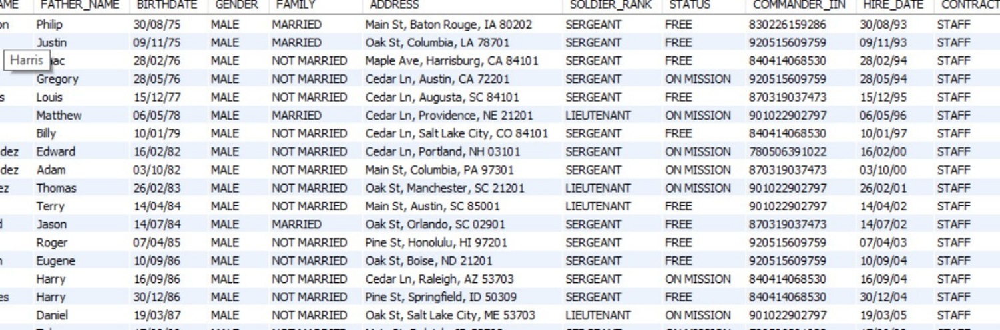 AME FATHER_NAME BIRTHDATE GENDER FAMILY ADDRESS SOLDIER_RANK STATUS COMMANDER_IIN HIRE_DATE CONTRACT
on Philip 30/08/75 MALE MARRIED Main St, Baton Rouge, IA 80202 SERGEANT FREE 830226159286 30/08/93 STAFF
Justin 09/11/75 MALE MARRIED Oak St, Columbia, LA 78701 SERGEANT FREE 920515609759 09/11/93 STAFF
Harris aac 28/02/76 MALE NOT MARRIED Maple Ave, Harrisburg, CA 84101 SERGEANT FREE 840414068530 28/02/94 STAFF
Gregory 28/05/76 MALE NOT MARRIED Cedar Ln, Austin, CA 72201 SERGEANT ON MISSION 920515609759 28/05/94 STAFF
s Louis 15/12/77 MALE NOT MARRIED Cedar Ln, Augusta, SC 84101 SERGEANT FREE 870319037473 15/12/95 STAFF
Matthew 06/05/78 MALE MARRIED Cedar Ln, Providence, NE 21201 LIEUTENANT ON MISSION 901022902797 06/05/96 STAFF
Billy 10/01/79 MALE NOT MARRIED Cedar Ln, Salt Lake City, CO 84101 SERGEANT FREE 840414068530 10/01/97 STAFF
dez Edward 16/02/82 MALE NOT MARRIED Cedar Ln, Portland, NH 03101 SERGEANT ON MISSION 780506391022 16/02/00 STAFF
dez Adam 03/10/82 MALE NOT MARRIED Main St, Columbia, PA 97301 SERGEANT ON MISSION 870319037473 03/10/00 STAFF
ez Thomas 26/02/83 MALE NOT MARRIED Oak St, Manchester, SC 21201 LIEUTENANT ON MISSION 901022902797 26/02/01 STAFF
Terry 14/04/84 MALE NOT MARRIED Main St, Austin, SC 85001 LIEUTENANT FREE 901022902797 14/04/02 STAFF
d Jason 14/07/84 MALE MARRIED Oak St, Orlando, SC 02901 SERGEANT FREE 870319037473 14/07/02 STAFF
Roger 07/04/85 MALE NOT MARRIED Pine St, Honolulu, HI 97201 SERGEANT FREE 920515609759 07/04/03 STAFF
n Eugene 10/09/86 MALE NOT MARRIED Oak St, Boise, ND 21201 SERGEANT FREE 920515609759 10/09/04 STAFF
Harry 16/09/86 MALE NOT MARRIED Cedar Ln, Raleigh, AZ 53703 SERGEANT ON MISSION 840414068530 16/09/04 STAFF
es Harry 30/12/86 MALE NOT MARRIED Pine St, Springfield, ID 50309 SERGEANT FREE 840414068530 30/12/04 STAFF
Daniel 19/03/87 MALE NOT MARRIED Oak St, Salt Lake City, ME 53703 LIEUTENANT ON MISSION 901022902797 19/03/05 STAFF